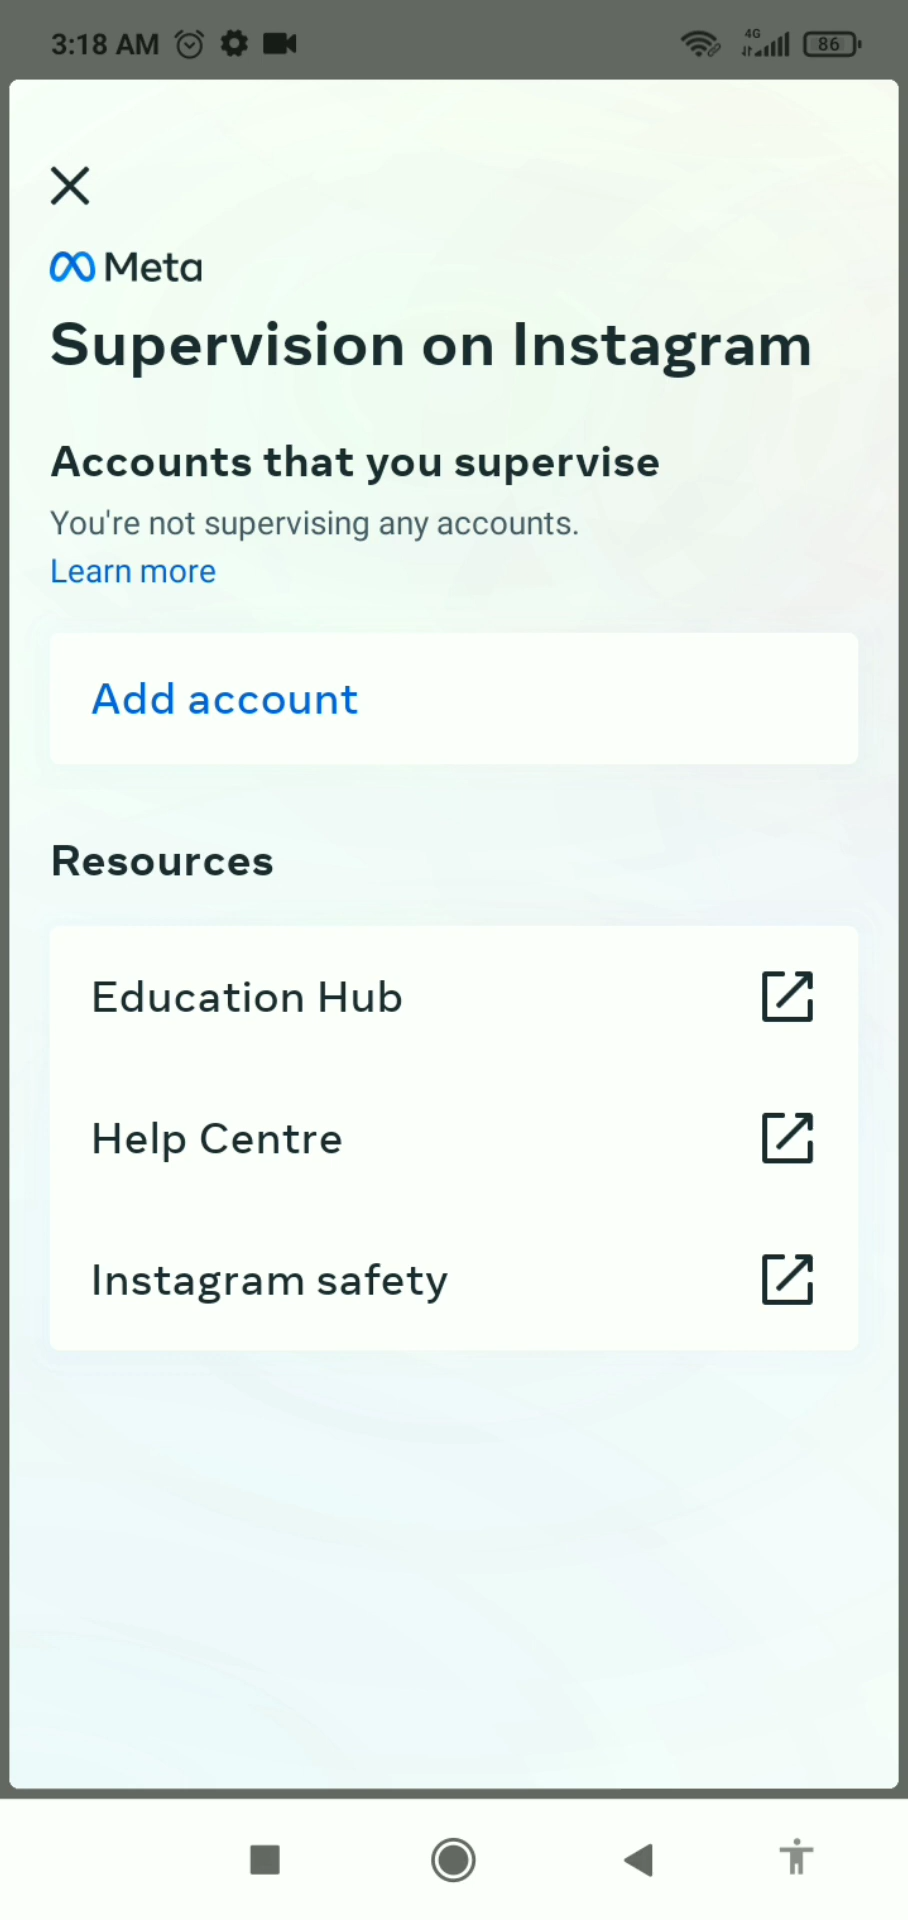 3:18 AM
4G
86
Meta
Supervision on Instagram
Accounts that you supervise
You're not supervising any accounts.
Learn more
Add account
Resources
Education Hub
Help Centre
Instagram safety